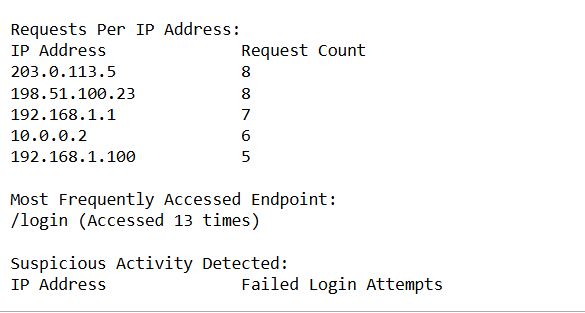 Requests Per IP Address:
IP Address Request Count
203.0.113.5 8
198.51.100.23 8
192.168.1.1 7
10.0.0.2 6
192.168.1.100 5
Most Frequently Accessed Endpoint:
/login (Accessed 13 times)
Suspicious Activity Detected:
IP Address Failed Login Attempts